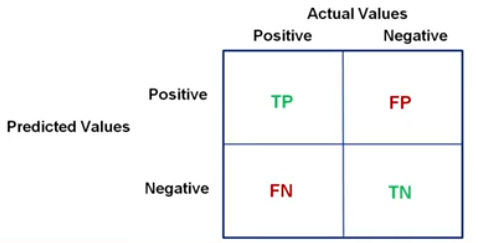 Actual Values
Positive Negative
Positive TP FP
Predicted Values
Negative FN TN